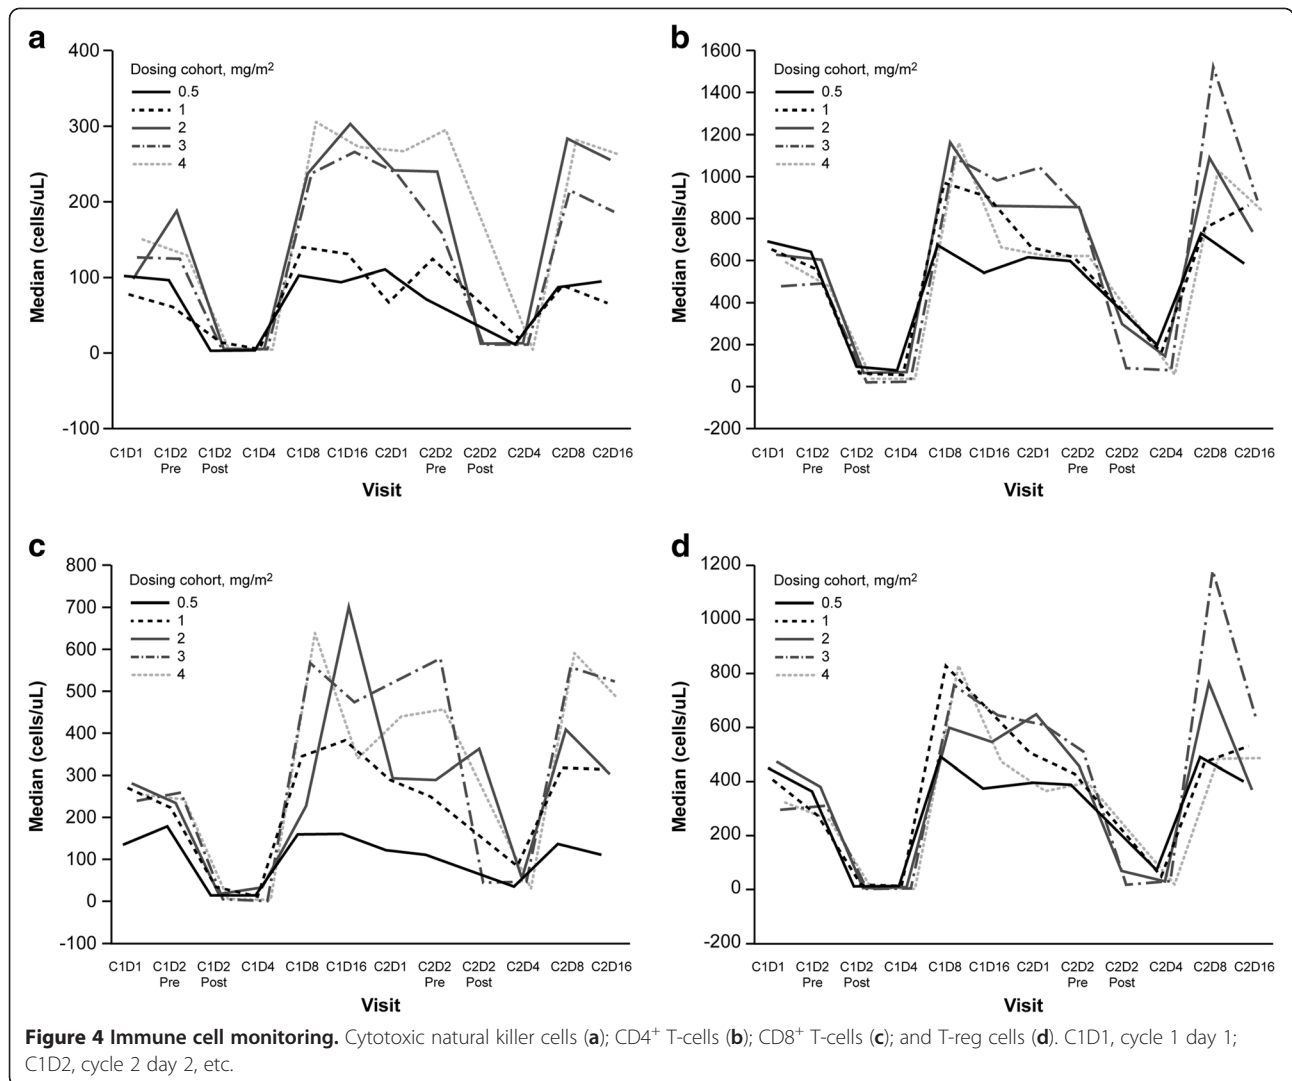 a
400
300
200
100
0
-100
Median (cells/uL)
Dosing cohort, mg/m²
0.5
1
2
3
4
C1D1 C1D2 Pre C1D2 Post C1D4 C1D8 C1D16 C2D1 C2D2 Pre C2D2 Post C2D4 C2D8 C2D16
Visit
b
1600
1400
1200
1000
800
600
400
200
0
-200
Median (cells/uL)
Dosing cohort, mg/m²
0.5
1
2
3
4
C1D1 C1D2 Pre C1D2 Post C1D4 C1D8 C1D16 C2D1 C2D2 Pre C2D2 Post C2D4 C2D8 C2D16
Visit
c
800
700
600
500
400
300
200
100
0
-100
Median (cells/uL)
Dosing cohort, mg/m²
0.5
1
2
3
4
C1D1 C1D2 Pre C1D2 Post C1D4 C1D8 C1D16 C2D1 C2D2 Pre C2D2 Post C2D4 C2D8 C2D16
Visit
d
1200
1000
800
600
400
200
0
-200
Median (cells/uL)
Dosing cohort, mg/m²
0.5
1
2
3
4
C1D1 C1D2 Pre C1D2 Post C1D4 C1D8 C1D16 C2D1 C2D2 Pre C2D2 Post C2D4 C2D8 C2D16
Visit
Figure 4 Immune cell monitoring. Cytotoxic natural killer cells (a); CD4⁺ T-cells (b); CD8⁺ T-cells (c); and T-reg cells (d). C1D1, cycle 1 day 1;
C1D2, cycle 2 day 2, etc.